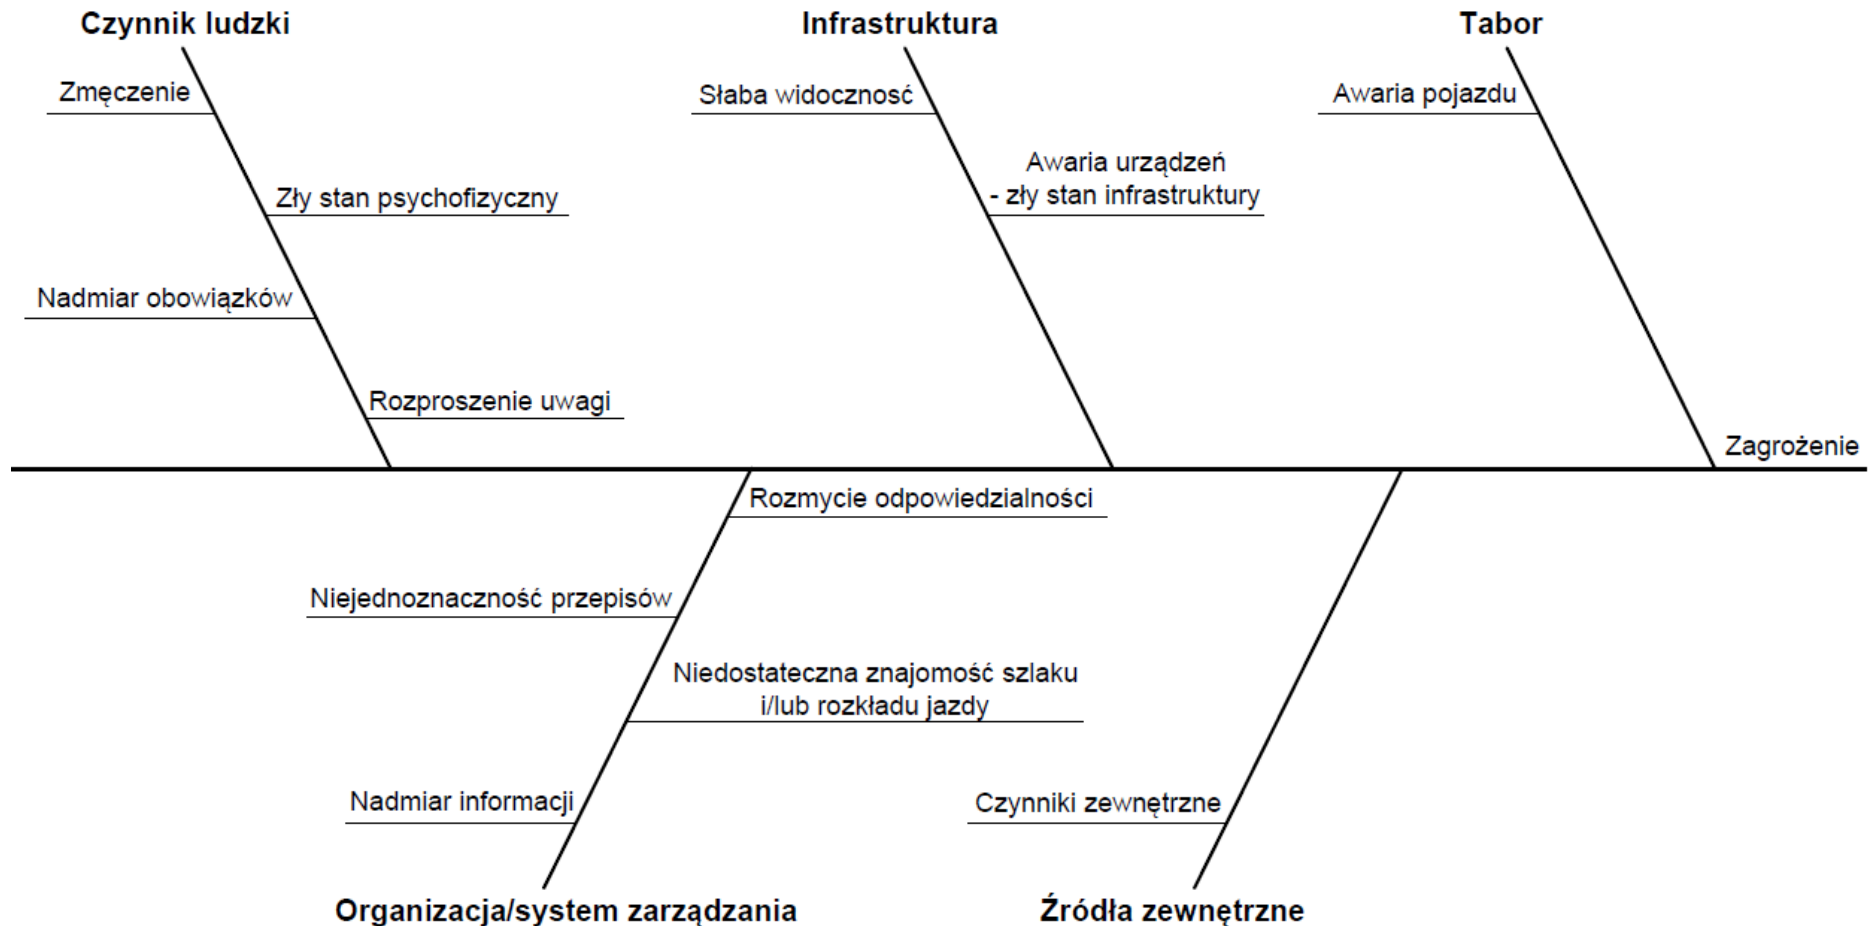 Czynnik ludzki
Infrastruktura
Tabor
Zmęczenie
Słaba widocznosć
Awaria pojazdu
Awaria urządzeń
- zły stan infrastruktury
Zły stan psychofizyczny
Nadmiar obowiązków
Rozproszenie uwagi
Zagrożenie
Rozmycie odpowiedzialności
Niejednoznaczność przepisów
Niedostateczna znajomość szlaku
i/lub rozkładu jazdy
Nadmiar informacji
Czynniki zewnętrzne
Organizacja/system zarządzania
Źródła zewnętrzne